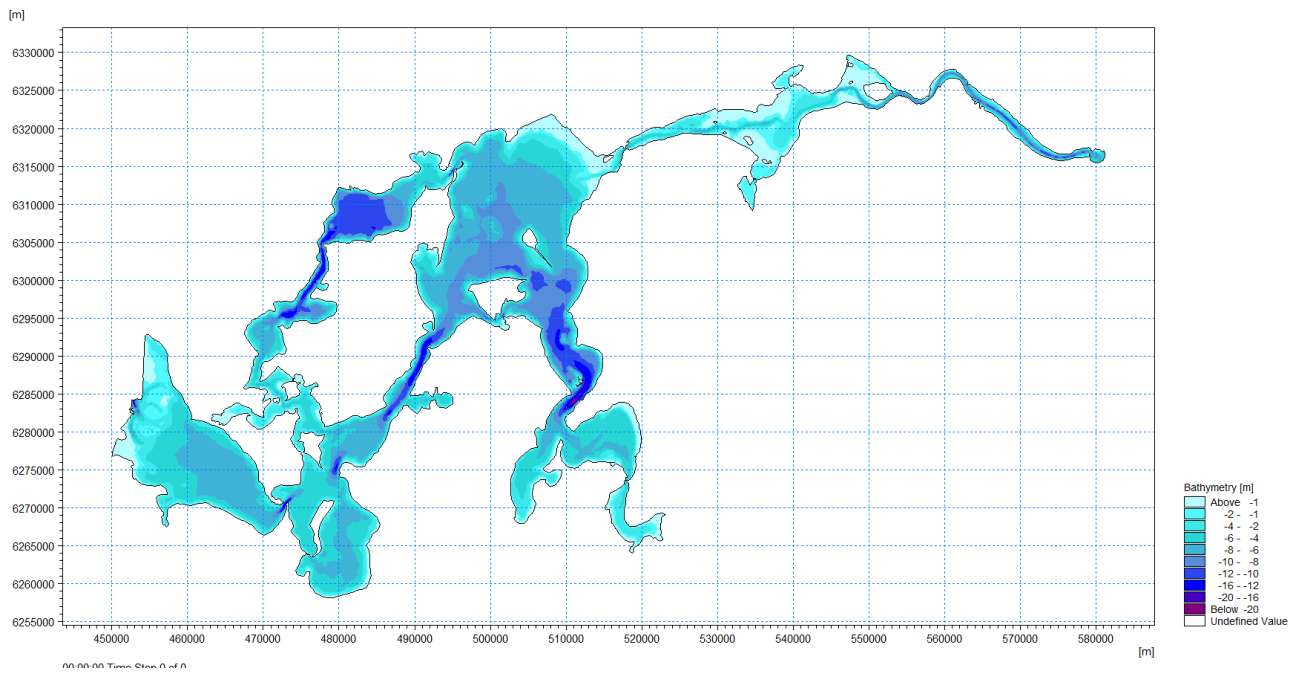 [m]
6330000
6325000
6320000
6315000
6310000
6305000
6300000
6295000
6290000
6285000
6280000
6275000
6270000
6265000
6260000
6255000
450000 460000 470000 480000 490000 500000 510000 520000 530000 540000 550000 560000 570000 580000
[m]
Bathymetry [m]
Above -1
-2 - -1
-4 - -2
-6 - -4
-8 - -6
-10 - -8
-12 - -10
-16 - -12
-20 - -16
Below -20
Undefined Value
00:00:00 Time Step 0 of 0